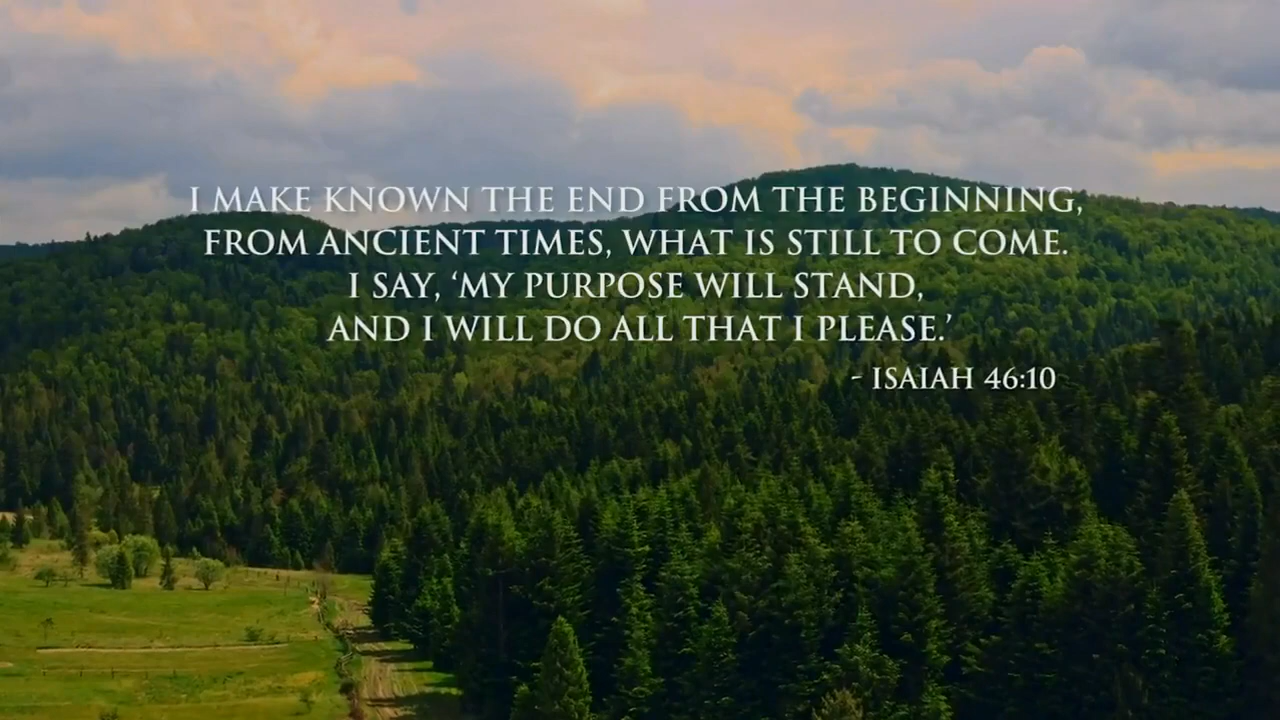 I MAKE KNOWN THE END FROM THE BEGINNING,
FROM ANCIENT TIMES, WHAT IS STILL TO COME.
I SAY, ‘MY PURPOSE WILL STAND,
AND I WILL DO ALL THAT I PLEASE.’
- ISAIAH 46:10